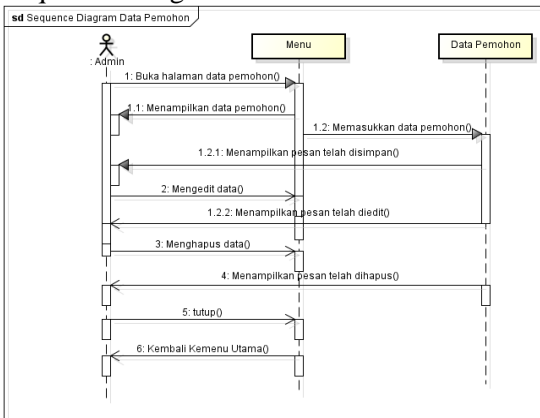 sd Sequence Diagram Data Pemohon
Menu
Data Pemohon
: Admin
1: Buka halaman data pemohon()
1.1: Menampilkan data pemohon()
1.2: Memasukkan data pemohon()
1.2.1: Menampilkan pesan telah disimpan()
2: Mengedit data()
1.2.2: Menampilkan pesan telah diedit()
3: Menghapus data()
4: Menampilkan pesan telah dihapus()
5: tutup()
6: Kembali Kemenu Utama()